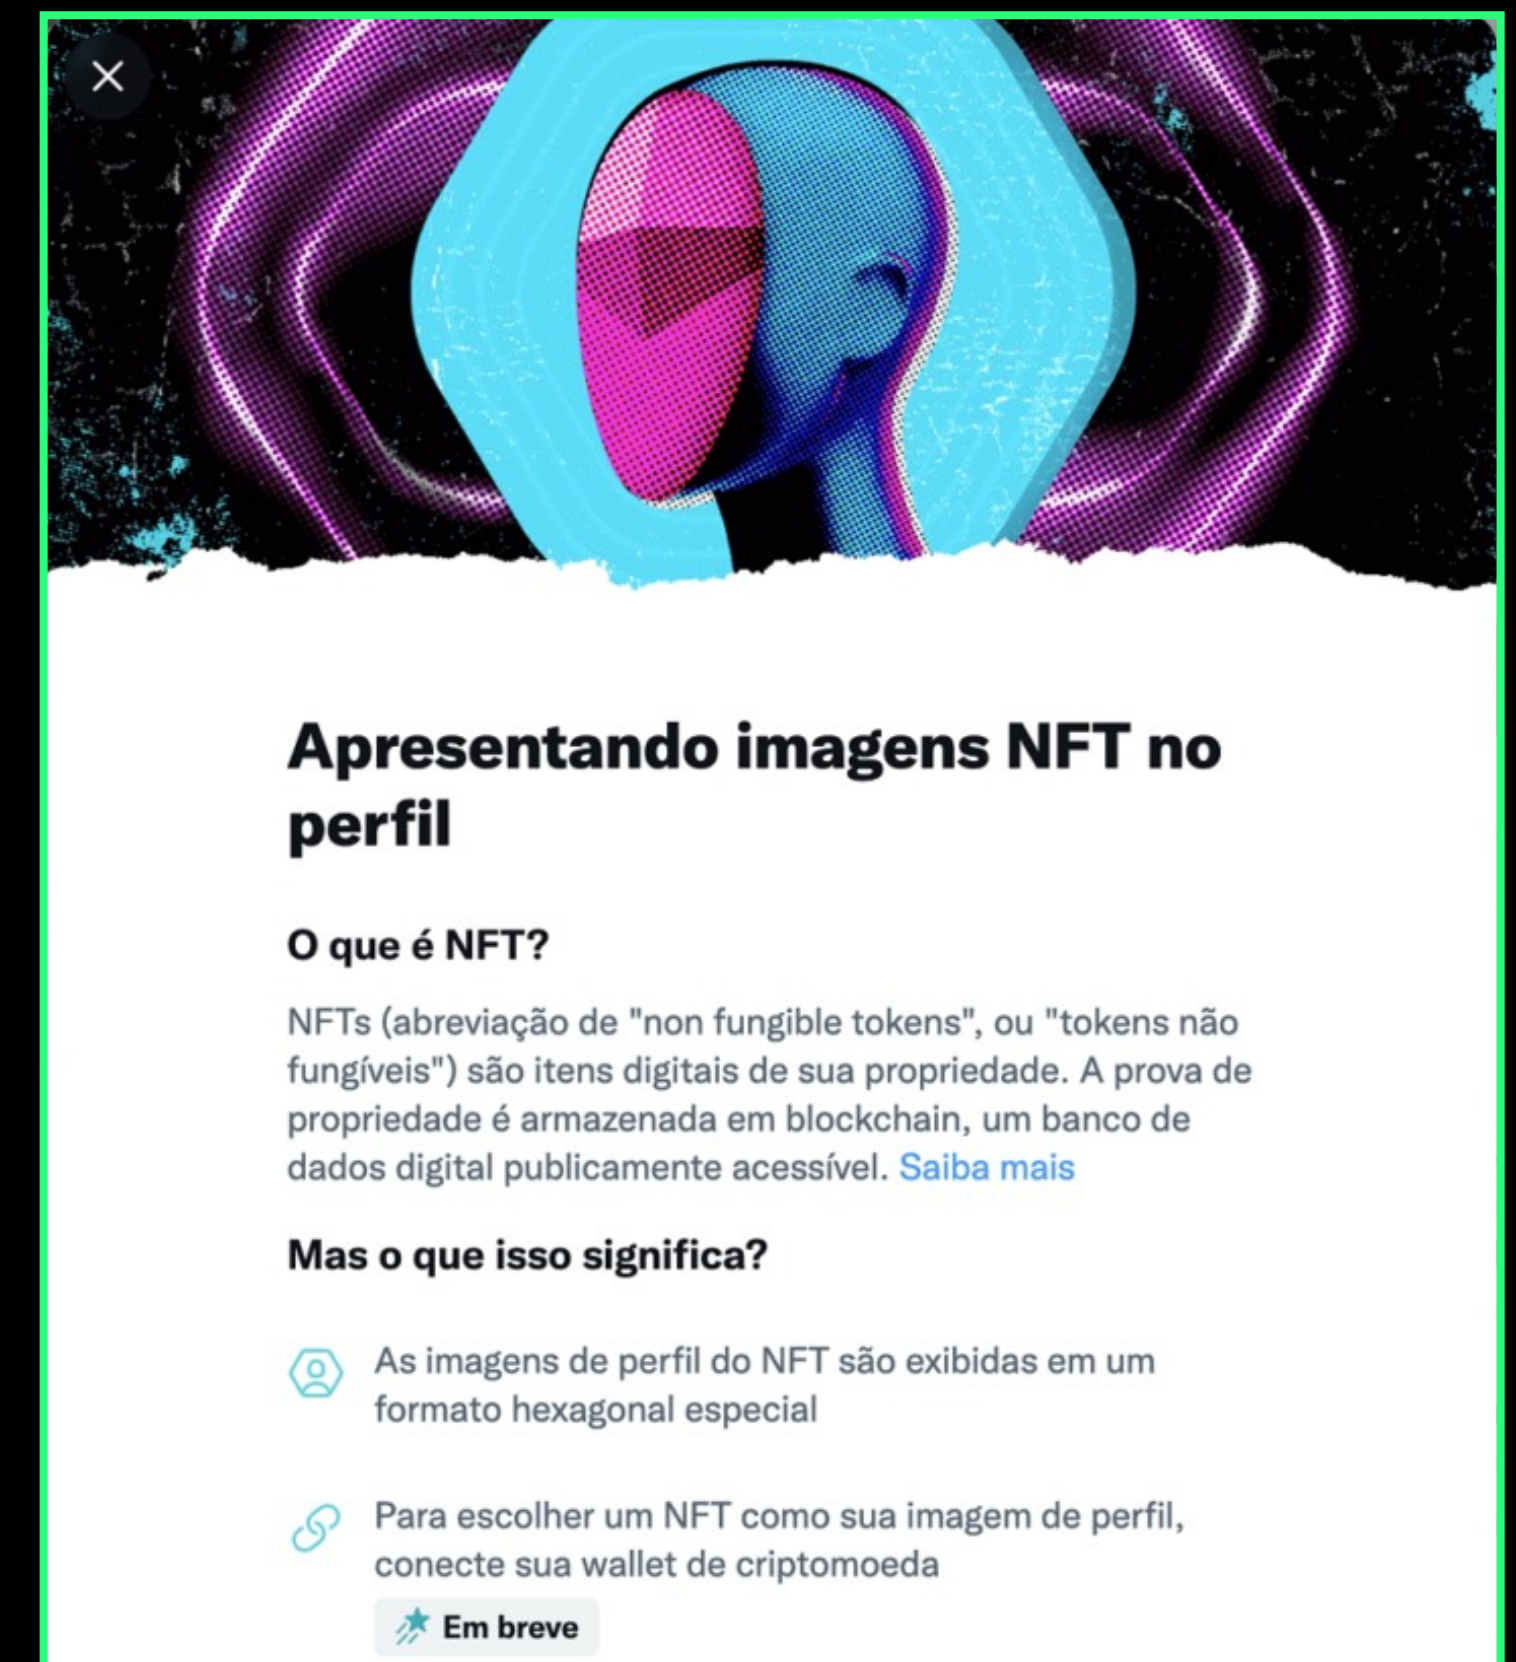 Apresentando imagens NFT no
perfil
O que é NFT?
NFTs (abreviação de "non fungible tokens", ou "tokens não
fungíveis") são itens digitais de sua propriedade. A prova de
propriedade é armazenada em blockchain, um banco de
dados digital publicamente acessível. Saiba mais
Mas o que isso significa?
As imagens de perfil do NFT são exibidas em um
formato hexagonal especial
Para escolher um NFT como sua imagem de perfil,
conecte sua wallet de criptomoeda
Em breve